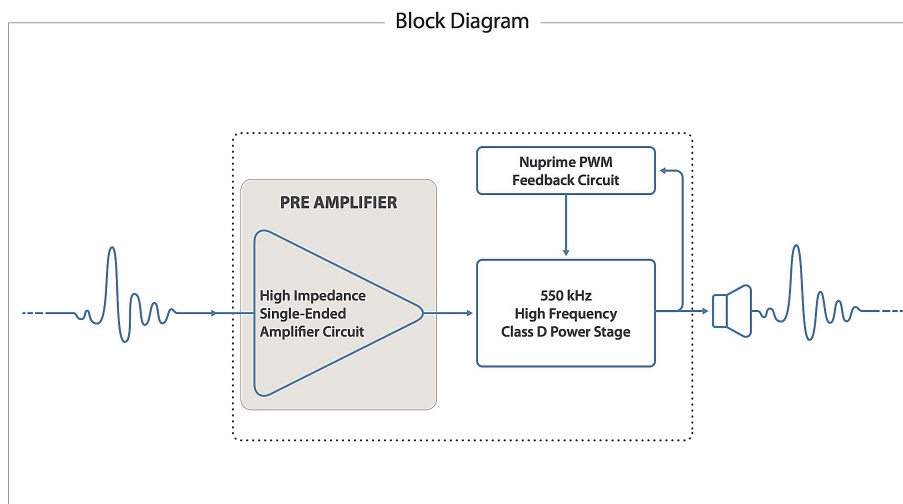 Block Diagram
PRE AMPLIFIER
High Impedance
Single-Ended
Amplifier Circuit
Nuprime PWM
Feedback Circuit
550 kHz
High Frequency
Class D Power Stage